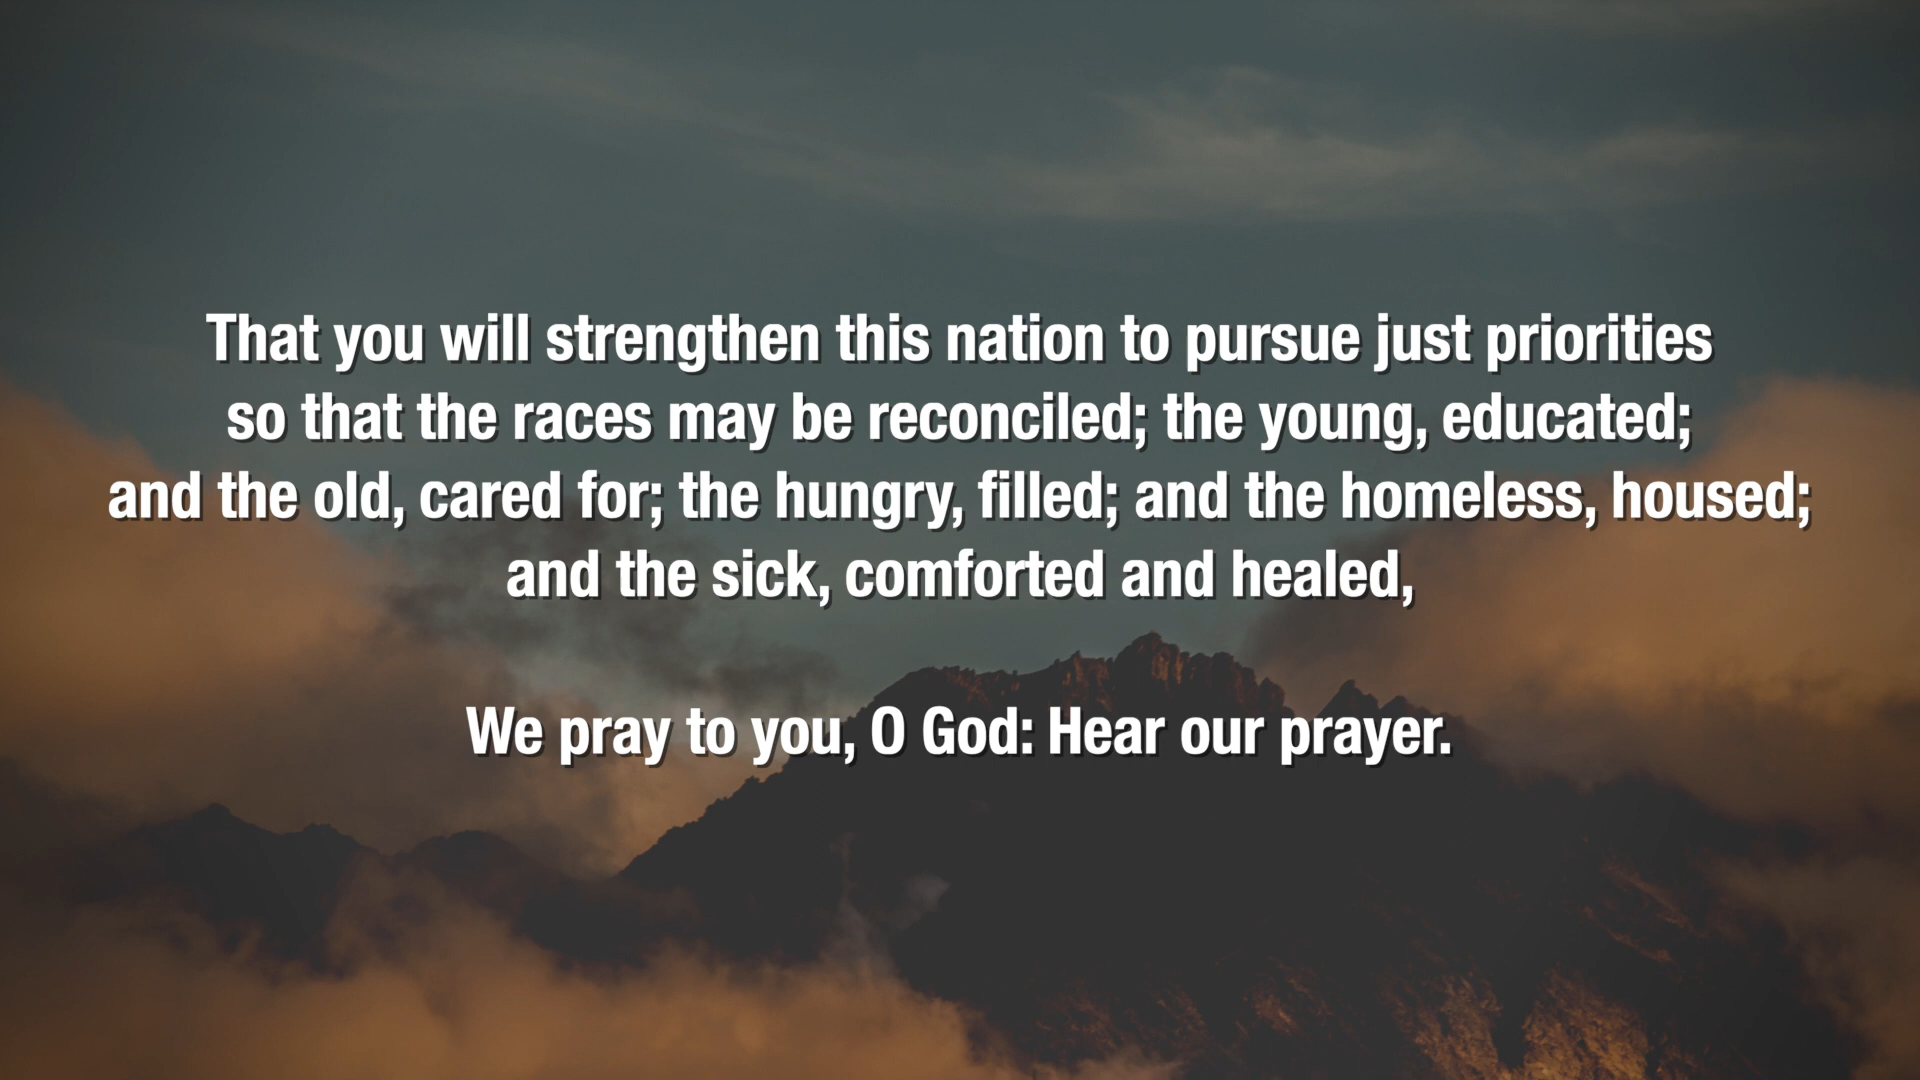 That you will strengthen this nation to pursue just priorities
so that the races may be reconciled; the young, educated;
and the old, cared for; the hungry, filled; and the homeless, housed;
and the sick, comforted and healed,
We pray to you, O God: Hear our prayer.